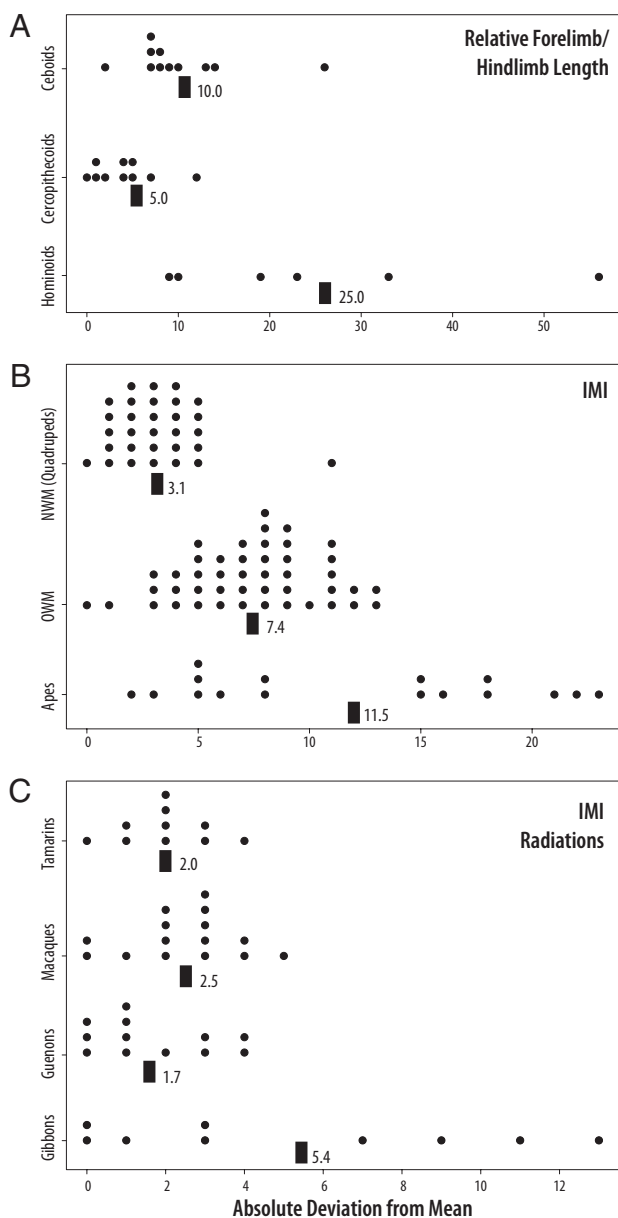 A
Relative Forelimb/
Hindlimb Length
Ceboids
10.0
Cercopithecoids
5.0
Hominoids
25.0
0 10 20 30 40 50
B
IMI
NWM (Quadrupeds)
3.1
OWM
7.4
Apes
11.5
0 5 10 15 20
C
IMI
Radiations
Tamarins
2.0
Macaques
2.5
Guenons
1.7
Gibbons
5.4
0 2 4 6 8 10 12
Absolute Deviation from Mean